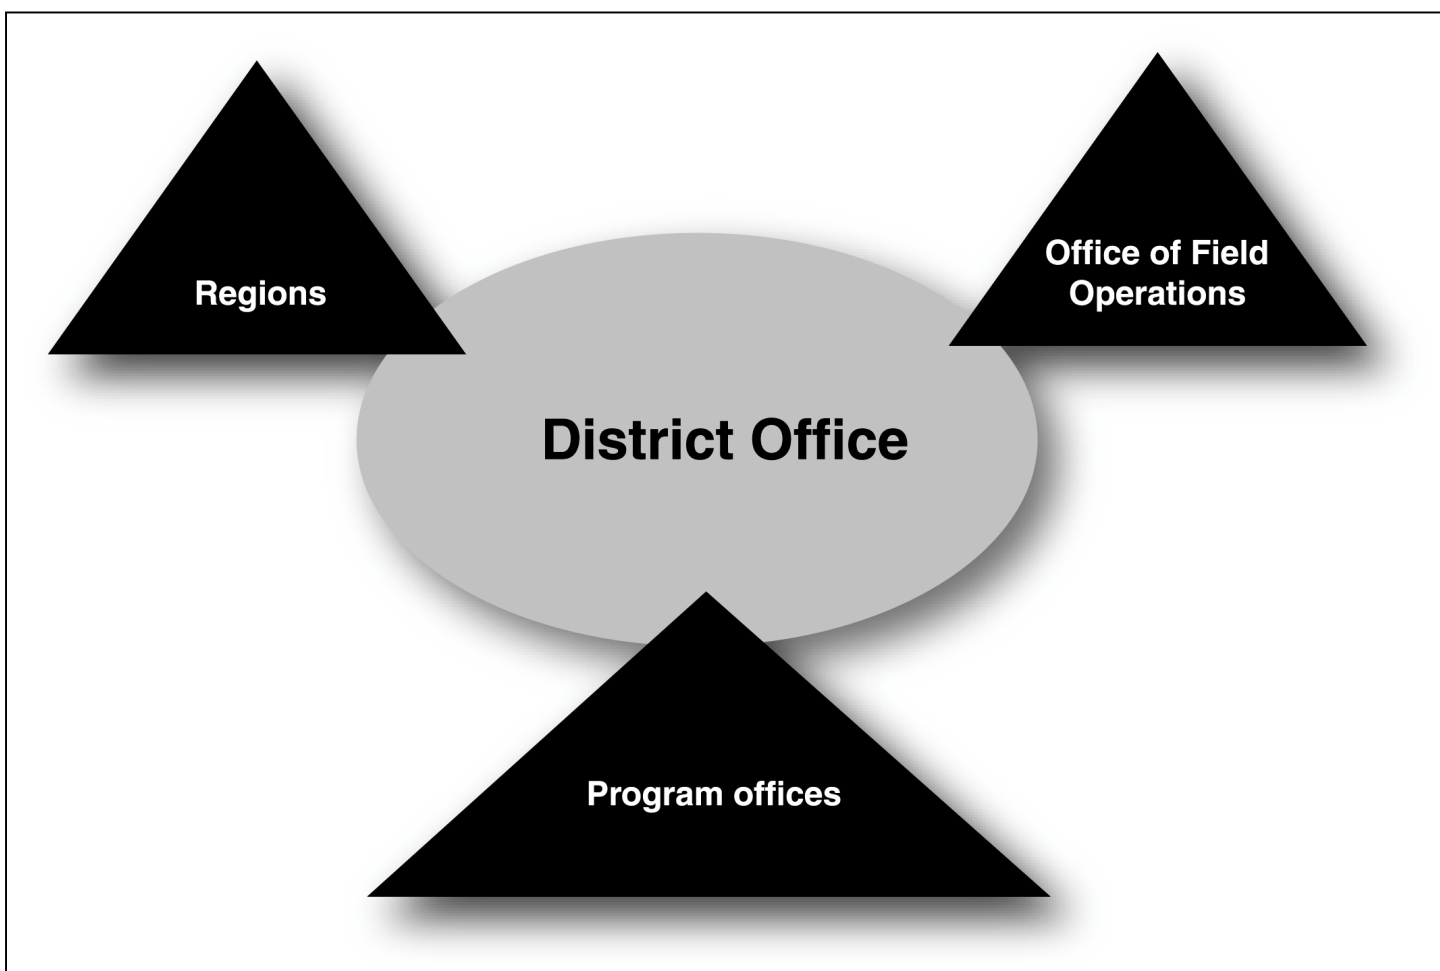 Regions
Office of Field
Operations
District Office
Program offices